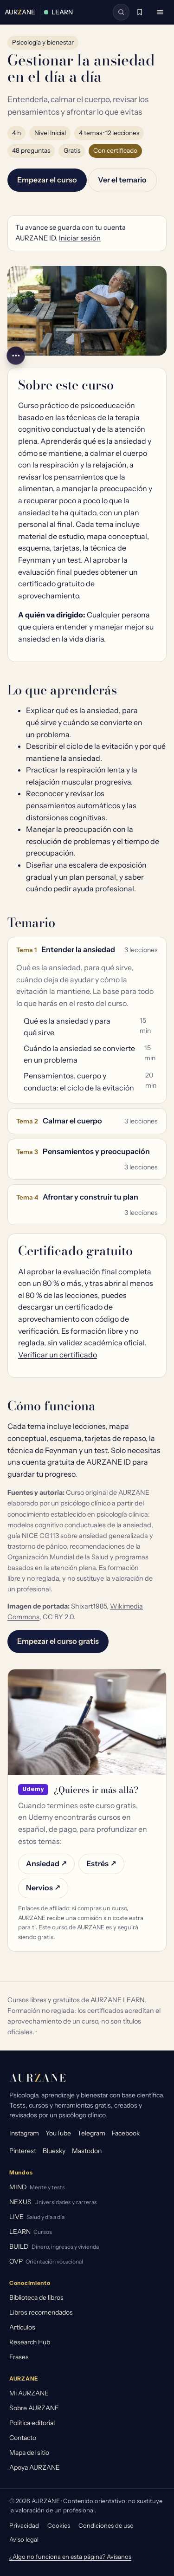 AURZANE LEARN
Psicología y bienestar
Gestionar la ansiedad
en el día a día
Entenderla, calmar el cuerpo, revisar los
pensamientos y afrontar lo que evitas
4 h Nivel Inicial 4 temas · 12 lecciones
48 preguntas Gratis Con certificado
Empezar el curso Ver el temario
Tu avance se guarda con tu cuenta
AURZANE ID. Iniciar sesión
Sobre este curso
Curso práctico de psicoeducación
basado en las técnicas de la terapia
cognitivo conductual y de la atención
plena. Aprenderás qué es la ansiedad y
cómo se mantiene, a calmar el cuerpo
con la respiración y la relajación, a
revisar los pensamientos que la
alimentan, a manejar la preocupación y
a recuperar poco a poco lo que la
ansiedad te ha quitado, con un plan
personal al final. Cada tema incluye
material de estudio, mapa conceptual,
esquema, tarjetas, la técnica de
Feynman y un test. Al aprobar la
evaluación final puedes obtener un
certificado gratuito de
aprovechamiento.
A quién va dirigido: Cualquier persona
que quiera entender y manejar mejor su
ansiedad en la vida diaria.
Lo que aprenderás
• Explicar qué es la ansiedad, para
qué sirve y cuándo se convierte en
un problema.
• Describir el ciclo de la evitación y por qué
mantiene la ansiedad.
• Practicar la respiración lenta y la
relajación muscular progresiva.
• Reconocer y revisar los
pensamientos automáticos y las
distorsiones cognitivas.
• Manejar la preocupación con la
resolución de problemas y el tiempo de
preocupación.
• Diseñar una escalera de exposición
gradual y un plan personal, y saber
cuándo pedir ayuda profesional.
Temario
Tema 1 Entender la ansiedad 3 lecciones
Qué es la ansiedad, para qué sirve,
cuándo deja de ayudar y cómo la
evitación la mantiene. La base para todo
lo que harás en el resto del curso.
Qué es la ansiedad y para
qué sirve
15
min
Cuándo la ansiedad se convierte
en un problema
15
min
Pensamientos, cuerpo y
conducta: el ciclo de la evitación
20
min
Tema 2 Calmar el cuerpo 3 lecciones
Tema 3 Pensamientos y preocupación
3 lecciones
Tema 4 Afrontar y construir tu plan
3 lecciones
Certificado gratuito
Al aprobar la evaluación final completa
con un 80 % o más, y tras abrir al menos
el 80 % de las lecciones, puedes
descargar un certificado de
aprovechamiento con código de
verificación. Es formación libre y no
reglada, sin validez académica oficial.
Verificar un certificado
Cómo funciona
Cada tema incluye lecciones, mapa
conceptual, esquema, tarjetas de repaso, la
técnica de Feynman y un test. Solo necesitas
una cuenta gratuita de AURZANE ID para
guardar tu progreso.
Fuentes y autoría: Curso original de AURZANE
elaborado por un psicólogo clínico a partir del
conocimiento establecido en psicología clínica:
modelos cognitivo conductuales de la ansiedad,
guía NICE CG113 sobre ansiedad generalizada y
trastorno de pánico, recomendaciones de la
Organización Mundial de la Salud y programas
basados en la atención plena. Es formación
libre y no reglada, y no sustituye la valoración de
un profesional.
Imagen de portada: Shixart1985, Wikimedia
Commons, CC BY 2.0.
Empezar el curso gratis
Udemy ¿Quieres ir más allá?
Cuando termines este curso gratis,
en Udemy encontrarás cursos en
español, de pago, para profundizar en
estos temas:
Ansiedad ↗ Estrés ↗
Nervios ↗
Enlaces de afiliado: si compras un curso,
AURZANE recibe una comisión sin coste extra
para ti. Este curso de AURZANE es y seguirá
siendo gratis.
Cursos libres y gratuitos de AURZANE LEARN.
Formación no reglada: los certificados acreditan el
aprovechamiento de un curso, no son títulos
oficiales. ·
AURZANE
Psicología, aprendizaje y bienestar con base científica.
Tests, cursos y herramientas gratis, creados y
revisados por un psicólogo clínico.
Instagram YouTube Telegram Facebook
Pinterest Bluesky Mastodon
Mundos
MIND Mente y tests
NEXUS Universidades y carreras
LIVE Salud y día a día
LEARN Cursos
BUILD Dinero, ingresos y vivienda
OVP Orientación vocacional
Conocimiento
Biblioteca de libros
Libros recomendados
Artículos
Research Hub
Frases
AURZANE
Mi AURZANE
Sobre AURZANE
Política editorial
Contacto
Mapa del sitio
Apoya AURZANE
© 2026 AURZANE · Contenido orientativo: no sustituye
la valoración de un profesional.
Privacidad Cookies Condiciones de uso
Aviso legal
¿Algo no funciona en esta página? Avísanos